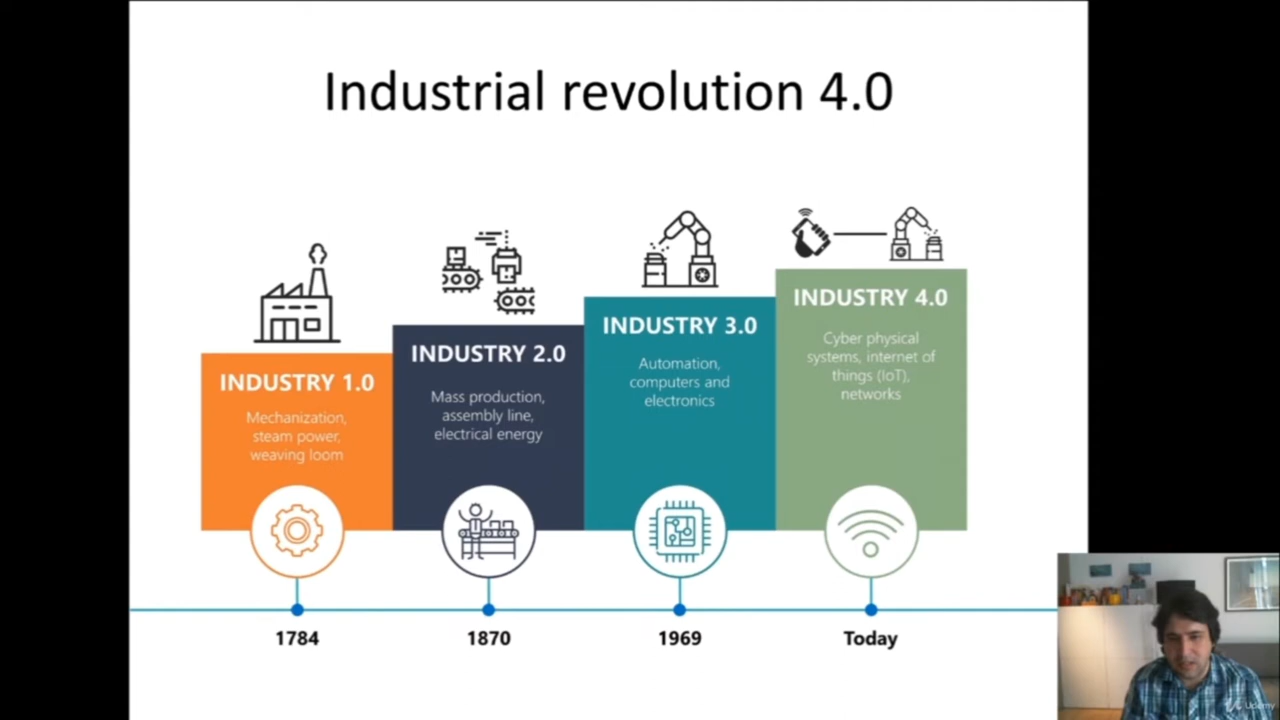 Industrial revolution 4.0
INDUSTRY 1.0
Mechanization,
steam power,
weaving loom
1784
INDUSTRY 2.0
Mass production,
assembly line,
electrical energy
1870
INDUSTRY 3.0
Automation,
computers and
electronics
1969
INDUSTRY 4.0
Cyber physical
systems, internet of
things (IoT),
networks
Today
Udemy